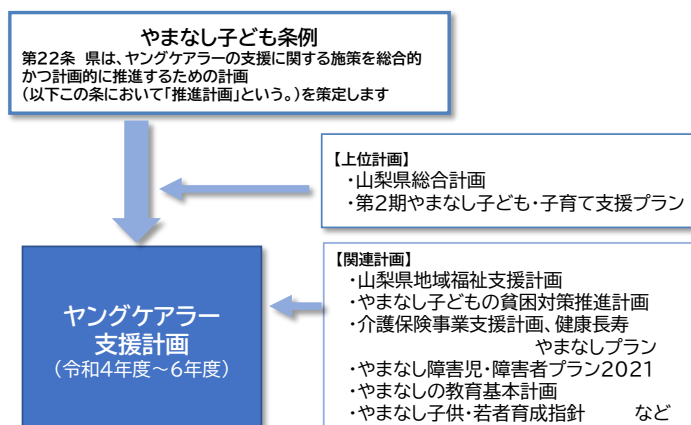 やまなし子ども条例
第22条 県は、ヤングケアラーの支援に関する施策を総合的
かつ計画的に推進するための計画
（以下この条において「推進計画」という。）を策定します
【上位計画】
・山梨県総合計画
・第2期やまなし子ども・子育て支援プラン
ヤングケアラー
支援計画
（令和4年度～6年度）
【関連計画】
・山梨県地域福祉支援計画
・やまなし子どもの貧困対策推進計画
・介護保険事業支援計画、健康長寿
やまなしプラン
・やまなし障害児・障害者プラン2021
・やまなしの教育基本計画
・やまなし子供・若者育成指針 など